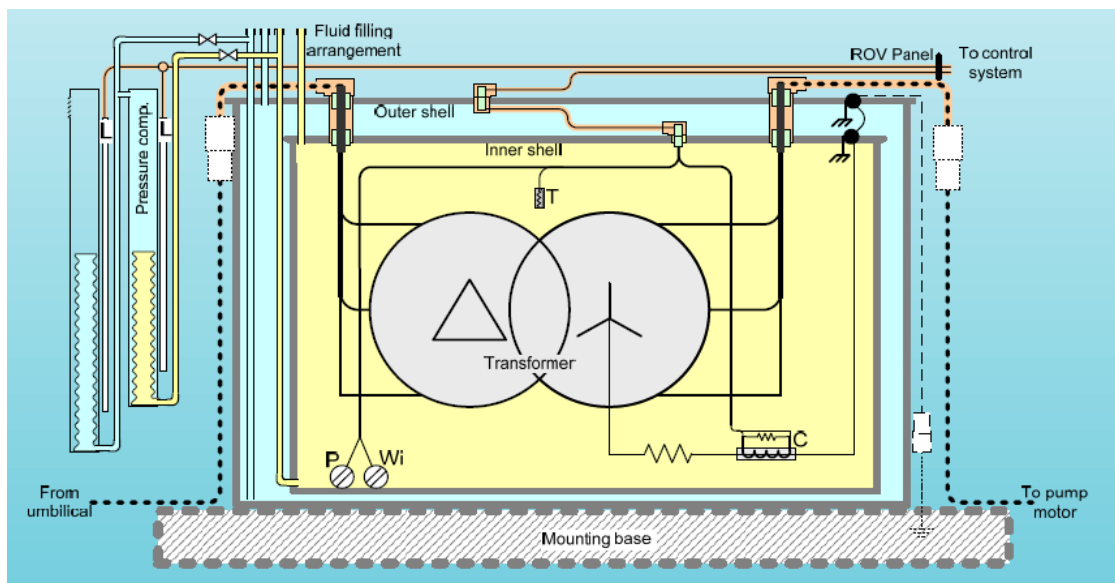 Fluid filling
arrangement
ROV Panel
To control
system
Outer shell
Inner shell
L
L
Pressure comp.
T
Transformer
P
Wi
C
From
umbilical
To pump
motor
Mounting base